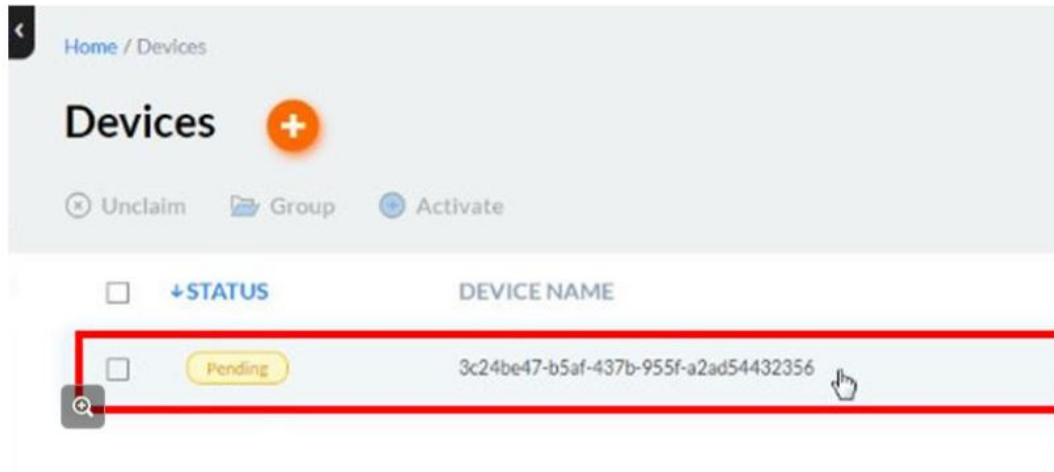 Home / Devices
Devices
Unclaim Group Activate
↓STATUS DEVICE NAME
Pending 3c24be47-b5af-437b-955f-a2ad54432356